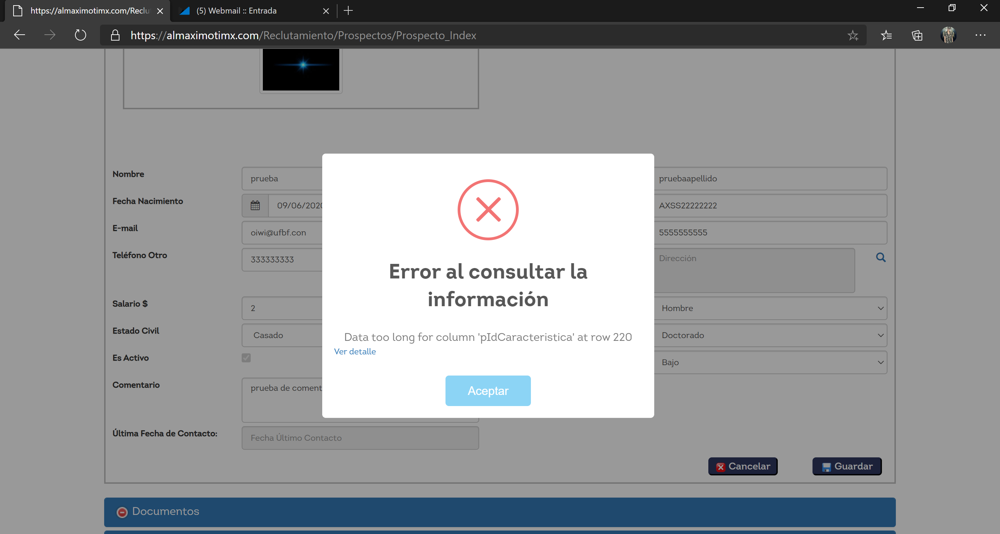 https://almaximotimx.com/Reclu
(5) Webmail :: Entrada
https://almaximotimx.com/Reclutamiento/Prospectos/Prospecto_Index
Nombre
prueba
pruebaapellido
Fecha Nacimiento
09/06/2020
AXSS22222222
E-mail
oiwi@ufbf.con
5555555555
Teléfono Otro
333333333
Dirección
Salario $
2
Hombre
Estado Civil
Casado
Doctorado
Es Activo
Bajo
Comentario
prueba de coment
Última Fecha de Contacto:
Fecha Último Contacto
Error al consultar la
información
Data too long for column 'pIdCaracteristica' at row 220
Ver detalle
Aceptar
Cancelar
Guardar
Documentos